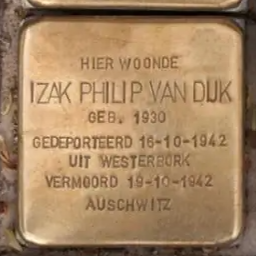 HIER WOONDE
IZAK PHILIP VAN DIJK
GEB. 1930
GEDEPORTEERD 16-10-1942
UIT WESTERBORK
VERMOORD 19-10-1942
AUSCHWITZ